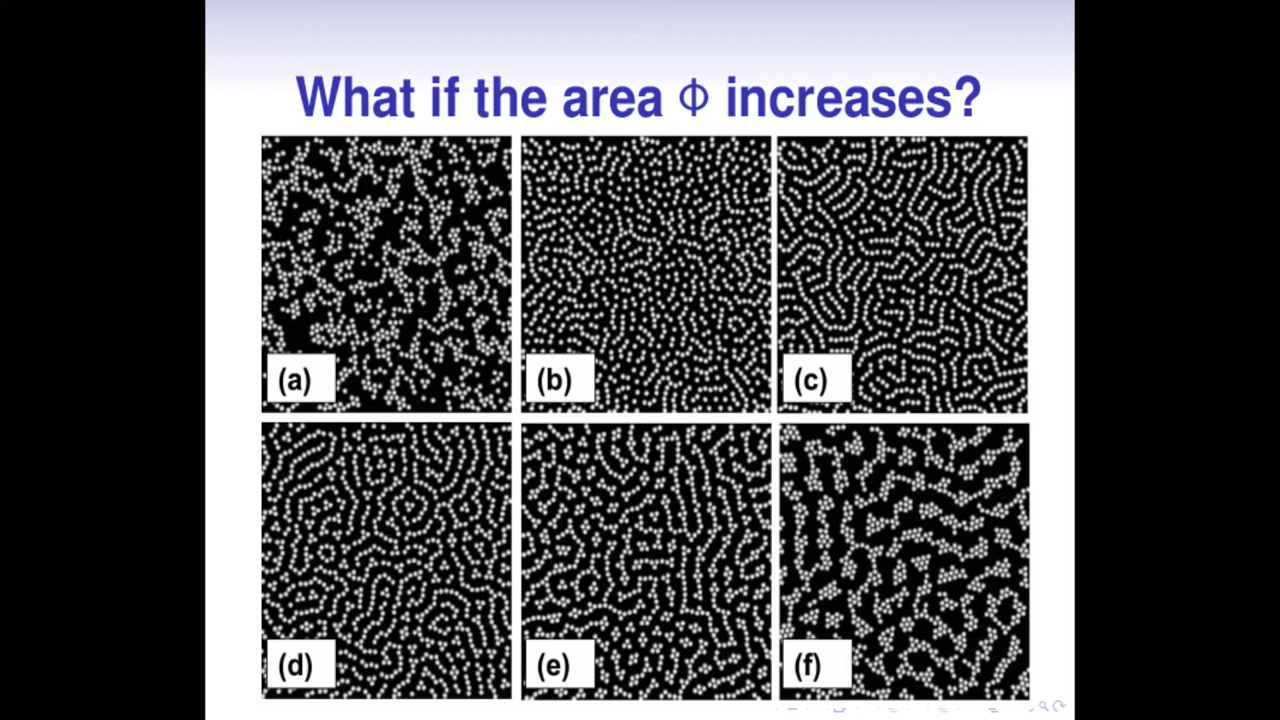 What if the area Φ increases?
(a)
(b)
(c)
(d)
(e)
(f)